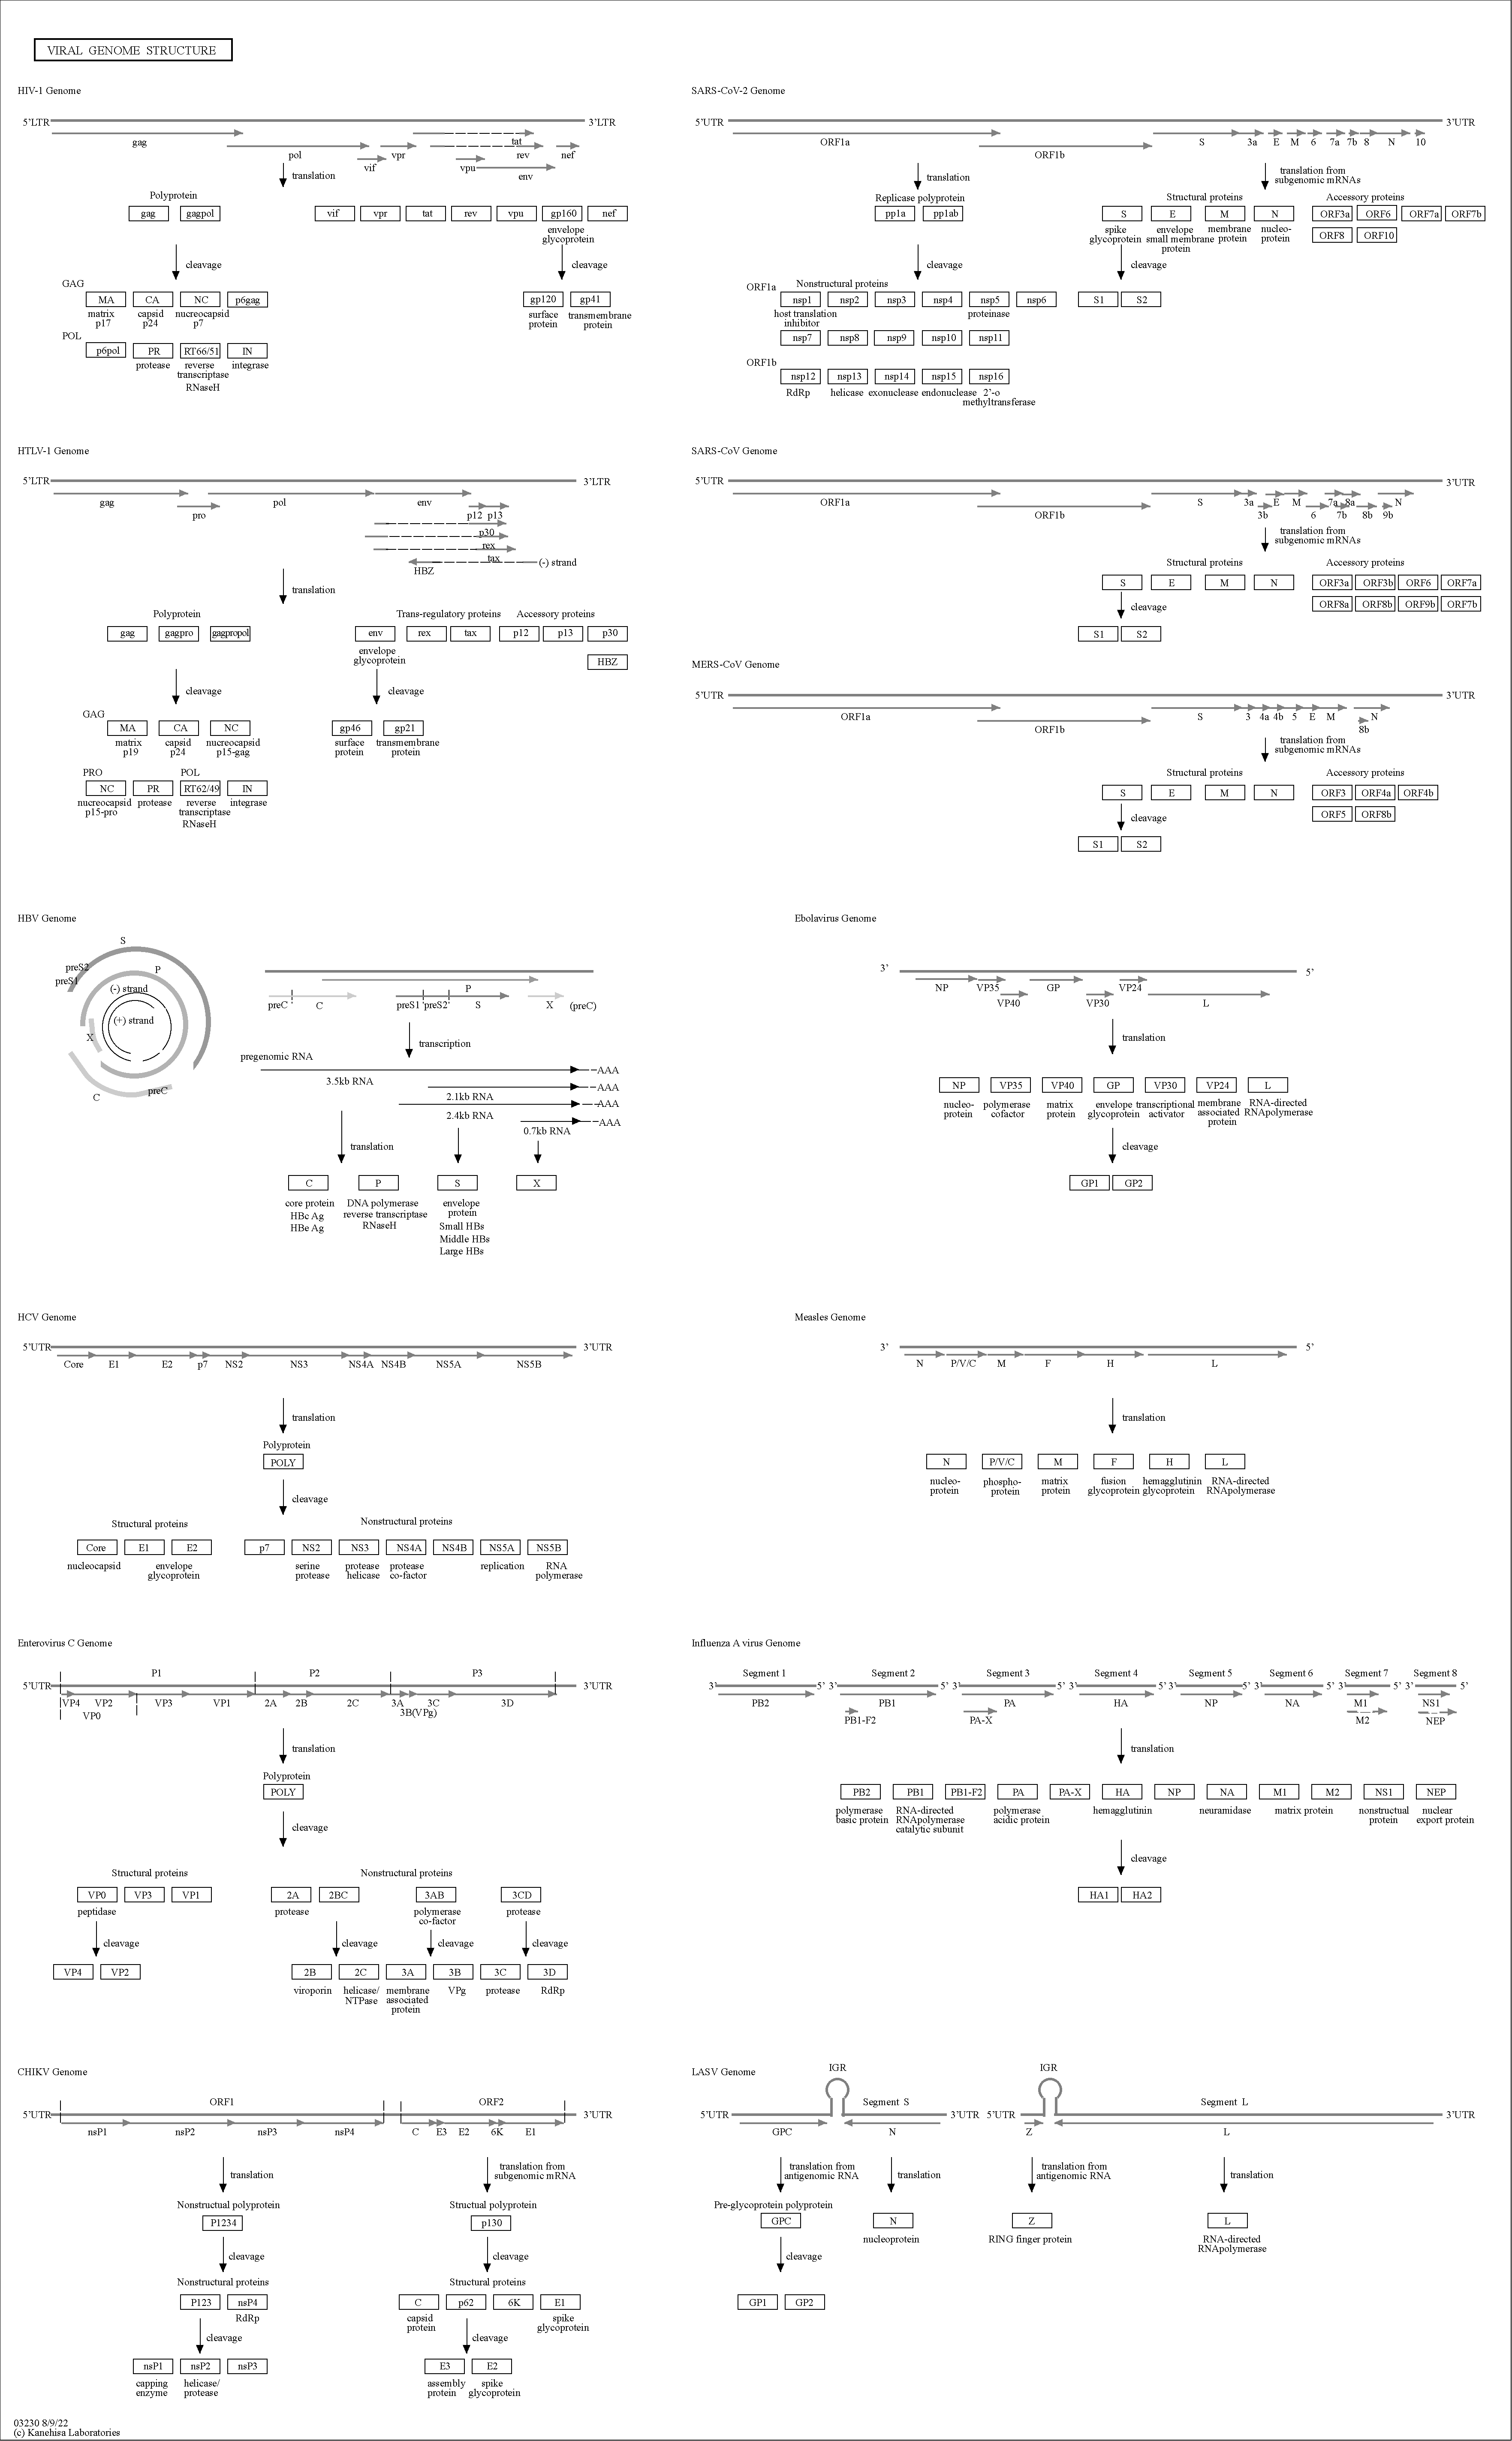 VIRAL GENOME STRUCTURE
HIV-1 Genome
5'LTR
3'LTR
gag
pol
vif
vpr
tat
rev
vpu
env
nef
translation
Polyprotein
gag
gagpol
vif
vpr
tat
rev
vpu
gp160
nef
envelope
glycoprotein
cleavage
cleavage
GAG
MA
CA
NC
p6gag
matrix
p17
capsid
p24
nucreocapsid
p7
gp120
gp41
surface
protein
transmembrane
protein
POL
p6pol
PR
RT66/51
IN
protease
reverse
transcriptase
RNaseH
integrase
SARS-CoV-2 Genome
5'UTR
3'UTR
ORF1a
ORF1b
S
3a
E
M
6
7a
7b
8
N
10
translation
translation from
subgenomic mRNAs
Replicase polyprotein
pp1a
pp1ab
Structural proteins
Accessory proteins
S
E
M
N
spike
glycoprotein
envelope
small membrane
protein
membrane
protein
nucleo-
protein
ORF3a
ORF6
ORF7a
ORF7b
ORF8
ORF10
cleavage
cleavage
Nonstructural proteins
ORF1a
nsp1
nsp2
nsp3
nsp4
nsp5
nsp6
host translation
inhibitor
proteinase
S1
S2
nsp7
nsp8
nsp9
nsp10
nsp11
ORF1b
nsp12
nsp13
nsp14
nsp15
nsp16
RdRp
helicase
exonuclease
endonuclease
2'-o
methyltransferase
HTLV-1 Genome
5'LTR
3'LTR
gag
pro
pol
env
p12
p13
p30
rex
tax
HBZ
(-) strand
translation
Polyprotein
gag
gagpro
gagpropol
Trans-regulatory proteins
Accessory proteins
env
rex
tax
p12
p13
p30
HBZ
envelope
glycoprotein
cleavage
cleavage
GAG
MA
CA
NC
matrix
p19
capsid
p24
nucreocapsid
p15-gag
gp46
gp21
surface
protein
transmembrane
protein
PRO
POL
NC
PR
RT62/49
IN
nucreocapsid
p15-pro
protease
reverse
transcriptase
RNaseH
integrase
SARS-CoV Genome
5'UTR
3'UTR
ORF1a
ORF1b
S
3a
3b
E
M
6
7a
7b
8a
8b
9b
N
translation from
subgenomic mRNAs
Structural proteins
Accessory proteins
S
E
M
N
ORF3a
ORF3b
ORF6
ORF7a
ORF8a
ORF8b
ORF9b
ORF7b
cleavage
S1
S2
MERS-CoV Genome
5'UTR
3'UTR
ORF1a
ORF1b
S
3
4a
4b
5
E
M
8b
N
translation from
subgenomic mRNAs
Structural proteins
Accessory proteins
S
E
M
N
ORF3
ORF4a
ORF4b
ORF5
ORF8b
cleavage
S1
S2
HBV Genome
S
preS2
preS1
P
(-) strand
(+) strand
X
C
preC
P
preC
C
preS1
preS2
S
X
(preC)
transcription
pregenomic RNA
AAA
3.5kb RNA
AAA
2.1kb RNA
AAA
2.4kb RNA
AAA
0.7kb RNA
translation
C
P
S
X
core protein
HBc Ag
HBe Ag
DNA polymerase
reverse transcriptase
RNaseH
envelope
protein
Small HBs
Middle HBs
Large HBs
Ebolavirus Genome
3'
5'
NP
VP35
VP40
GP
VP30
VP24
L
translation
NP
VP35
VP40
GP
VP30
VP24
L
nucleo-
protein
polymerase
cofactor
matrix
protein
envelope
glycoprotein
transcriptional
activator
membrane
associated
protein
RNA-directed
RNApolymerase
cleavage
GP1
GP2
HCV Genome
5'UTR
3'UTR
Core
E1
E2
p7
NS2
NS3
NS4A
NS4B
NS5A
NS5B
translation
Polyprotein
POLY
cleavage
Structural proteins
Nonstructural proteins
Core
E1
E2
p7
NS2
NS3
NS4A
NS4B
NS5A
NS5B
nucleocapsid
envelope
glycoprotein
serine
protease
protease
helicase
protease
co-factor
replication
RNA
polymerase
Measles Genome
3'
5'
N
P/V/C
M
F
H
L
translation
N
P/V/C
M
F
H
L
nucleo-
protein
phospho-
protein
matrix
protein
fusion
glycoprotein
hemagglutinin
glycoprotein
RNA-directed
RNApolymerase
Enterovirus C Genome
P1
P2
P3
5'UTR
3'UTR
VP4
VP2
VP0
VP3
VP1
2A
2B
2C
3A
3B(VPg)
3C
3D
translation
Polyprotein
POLY
cleavage
Structural proteins
Nonstructural proteins
VP0
VP3
VP1
2A
2BC
3AB
3CD
peptidase
protease
polymerase
co-factor
protease
cleavage
cleavage
cleavage
cleavage
VP4
VP2
2B
2C
3A
3B
3C
3D
viroporin
helicase/
NTPase
membrane
associated
protein
VPg
protease
RdRp
Influenza A virus Genome
Segment 1
Segment 2
Segment 3
Segment 4
Segment 5
Segment 6
Segment 7
Segment 8
3'
5'
3'
5'
3'
5'
3'
5'
3'
5'
3'
5'
3'
5'
3'
5'
PB2
PB1
PA
HA
NP
NA
M1
NS1
PB1-F2
PA-X
M2
NEP
translation
PB2
PB1
PB1-F2
PA
PA-X
HA
NP
NA
M1
M2
NS1
NEP
polymerase
basic protein
RNA-directed
RNApolymerase
catalytic subunit
polymerase
acidic protein
hemagglutinin
neuramidase
matrix protein
nonstructual
protein
nuclear
export protein
cleavage
HA1
HA2
CHIKV Genome
ORF1
ORF2
5'UTR
3'UTR
nsP1
nsP2
nsP3
nsP4
C
E3
E2
6K
E1
translation
translation from
subgenomic mRNA
Nonstructual polyprotein
P1234
Structual polyprotein
p130
cleavage
cleavage
Nonstructural proteins
Structural proteins
P123
nsP4
RdRp
C
p62
6K
E1
capsid
protein
spike
glycoprotein
cleavage
cleavage
nsP1
nsP2
nsP3
capping
enzyme
helicase/
protease
E3
E2
assembly
protein
spike
glycoprotein
LASV Genome
IGR
IGR
Segment S
Segment L
5'UTR
3'UTR
5'UTR
3'UTR
GPC
N
Z
L
translation from
antigenomic RNA
translation
translation from
antigenomic RNA
translation
Pre-glycoprotein polyprotein
GPC
N
Z
L
nucleoprotein
RING finger protein
RNA-directed
RNApolymerase
cleavage
GP1
GP2
03230 8/9/22
(c) Kanehisa Laboratories